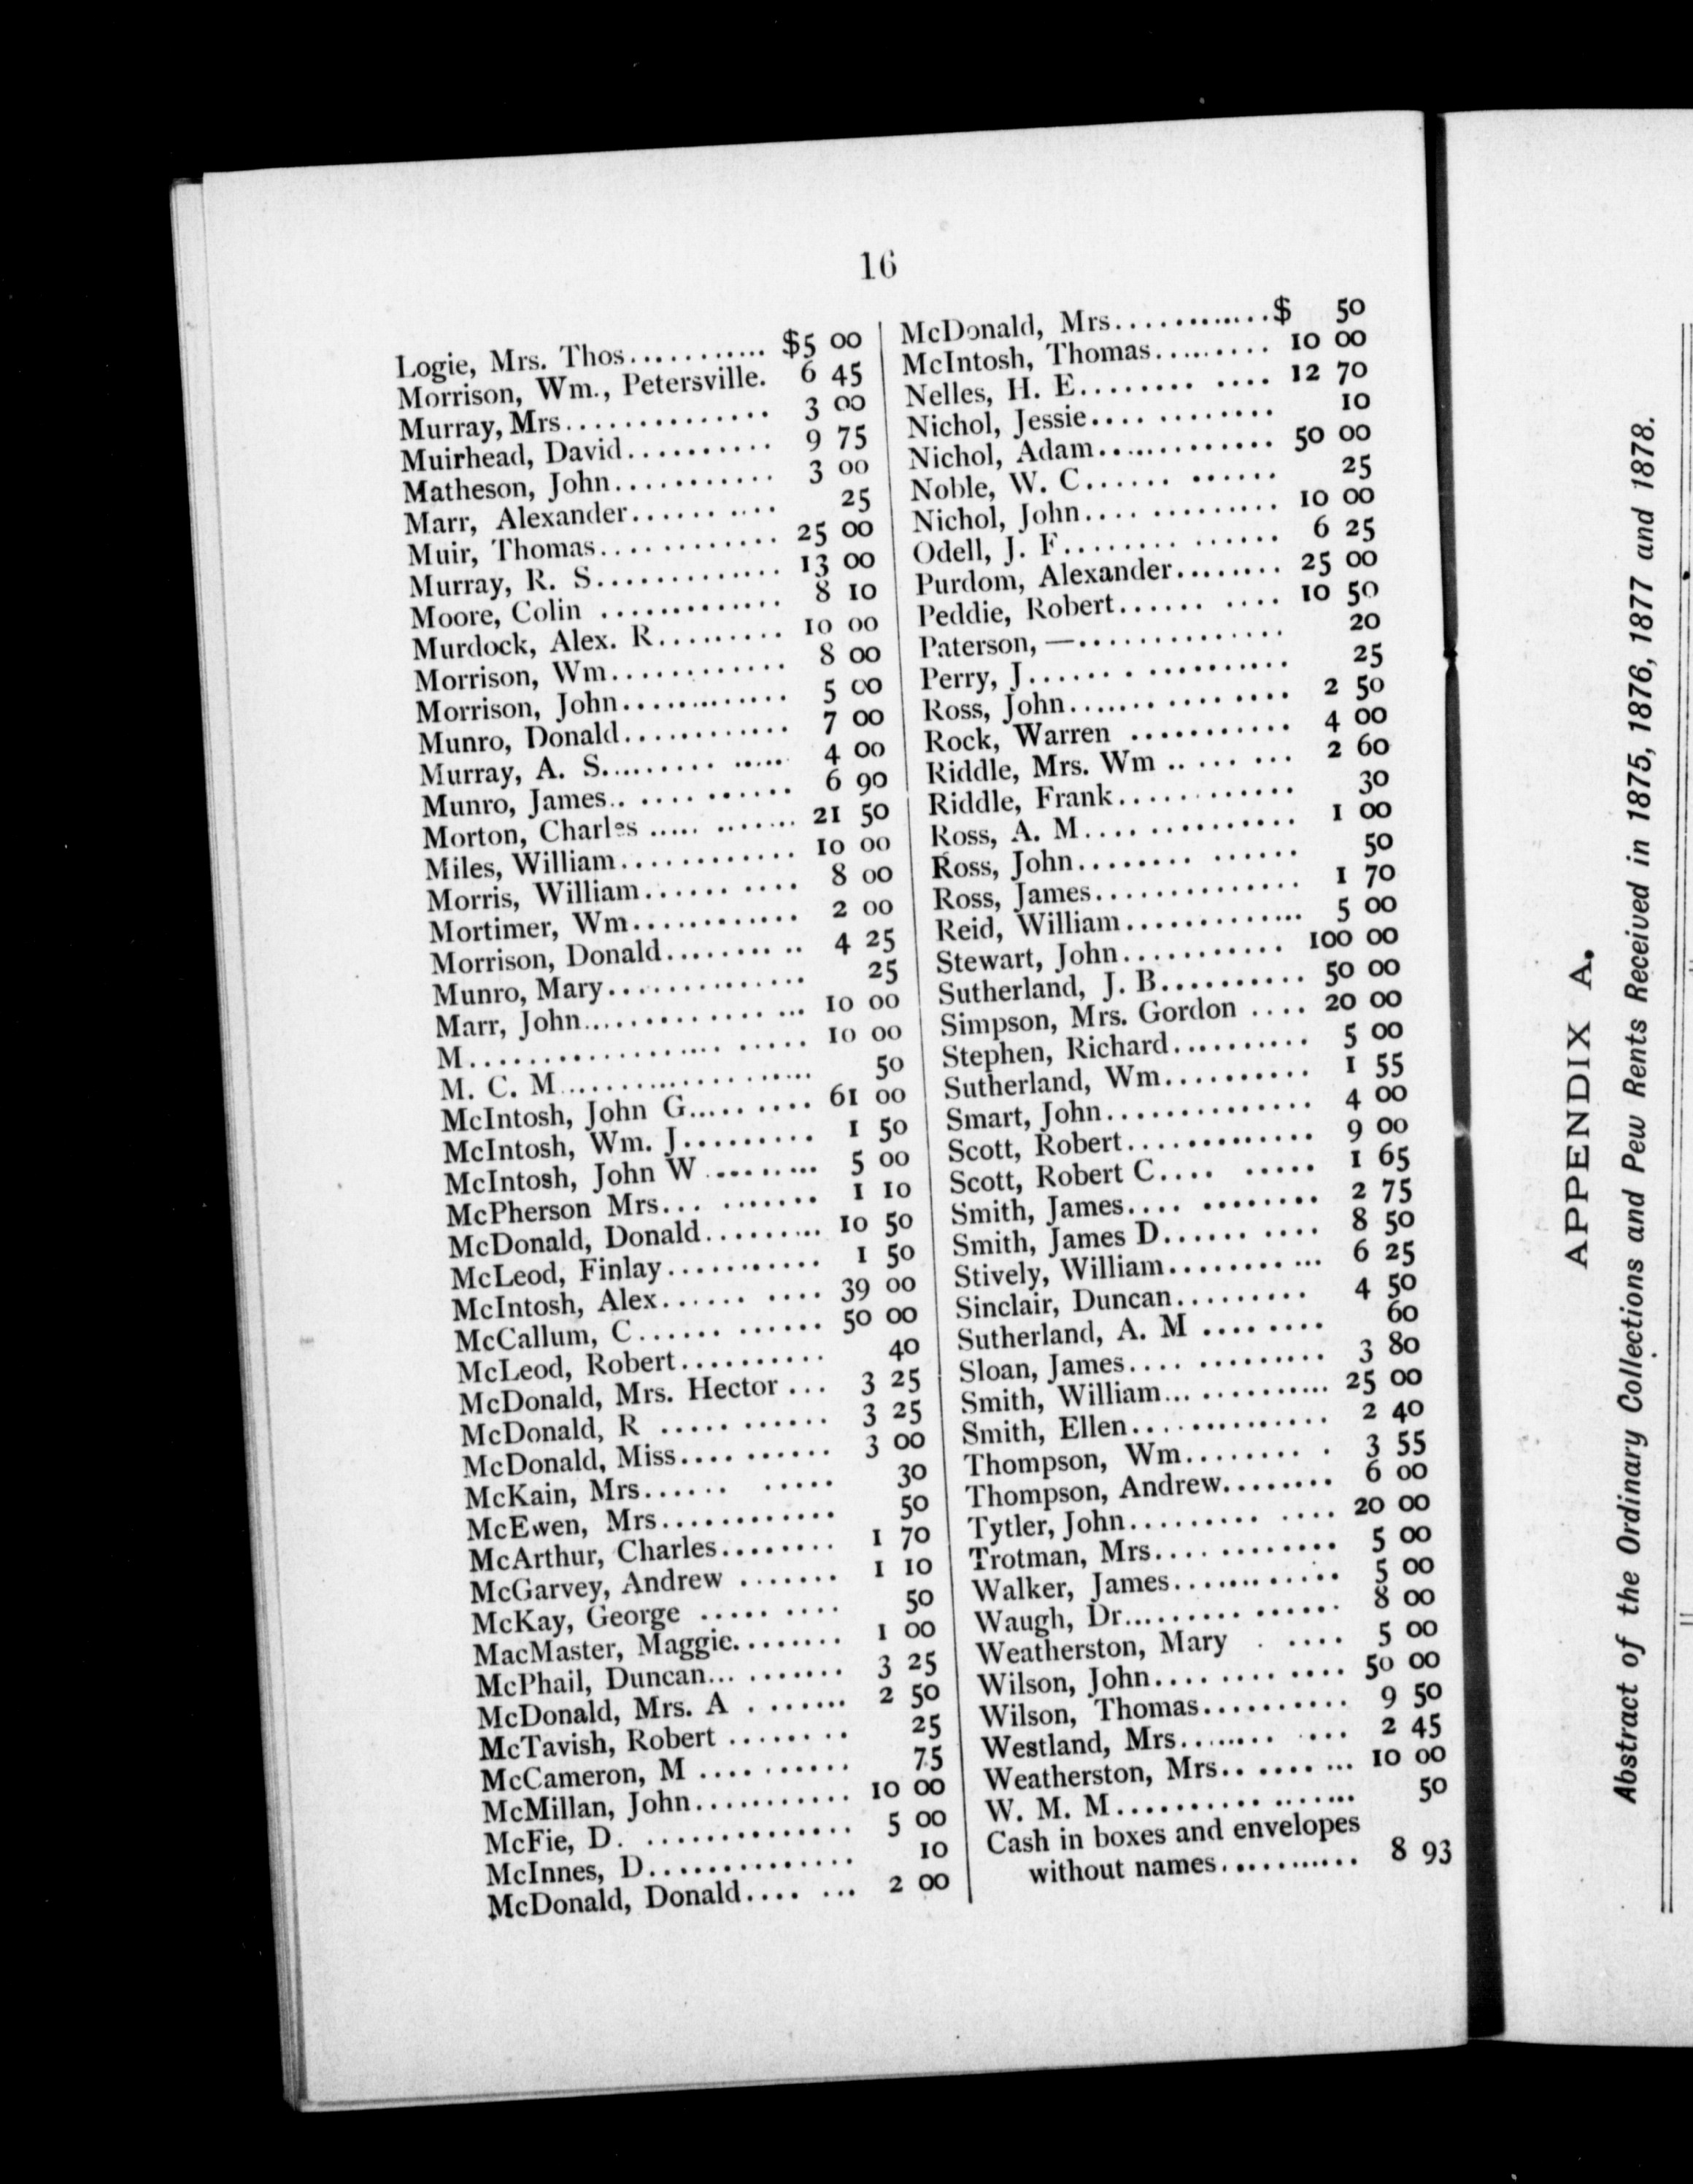 16
Logie, Mrs. Thos........... $5 00
Morrison, Wm., Petersville. 6 45
Murray, Mrs.............. 3 00
Muirhead, David.......... 9 75
Matheson, John........... 3 00
Marr, Alexander.......... 25
Muir, Thomas............ 25 00
Murray, R. S............. 13 00
Moore, Colin ............ 8 10
Murdock, Alex. R......... 10 00
Morrison, Wm............ 8 00
Morrison, John............ 5 00
Munro, Donald............ 7 00
Murray, A. S.............. 4 00
Munro, James............ 6 90
Morton, Charles ............ 21 50
Miles, William............ 10 00
Morris, William.......... 8 00
Mortimer, Wm............ 2 00
Morrison, Donald.......... 4 25
Munro, Mary.............. 25
Marr, John................ 10 00
M...................... 10 00
M. C. M................. 50
McIntosh, John G......... 61 00
McIntosh, Wm. J......... 1 50
McIntosh, John W......... 5 00
McPherson Mrs.......... 1 10
McDonald, Donald......... 10 50
McLeod, Finlay........... 1 50
McIntosh, Alex.......... 39 00
McCallum, C............ 50 00
McLeod, Robert.......... 40
McDonald, Mrs. Hector ... 3 25
McDonald, R ........... 3 25
McDonald, Miss.......... 3 00
McKain, Mrs........... 30
McEwen, Mrs............ 50
McArthur, Charles........ 1 70
McGarvey, Andrew ....... 1 10
McKay, George ......... 50
MacMaster, Maggie........ 1 00
McPhail, Duncan.......... 3 25
McDonald, Mrs. A ....... 2 50
McTavish, Robert ........ 25
McCameron, M .......... 75
McMillan, John........... 10 00
McFie, D. .............. 5 00
McInnes, D.............. 10
McDonald, Donald....... 2 00
McDonald, Mrs............$ 50
McIntosh, Thomas......... 10 00
Nelles, H. E............ 12 70
Nichol, Jessie............ 10
Nichol, Adam............. 50 00
Noble, W. C............ 25
Nichol, John............. 10 00
Odell, J. F.............. 6 25
Purdom, Alexander........ 25 00
Peddie, Robert.......... 10 50
Paterson, —.............. 20
Perry, J................. 25
Ross, John.............. 2 50
Rock, Warren ........... 4 00
Riddle, Mrs. Wm ......... 2 60
Riddle, Frank............ 30
Ross, A. M.............. 1 00
Ross, John.............. 50
Ross, James.............. 1 70
Reid, William............. 5 00
Stewart, John........... 100 00
Sutherland, J. B.......... 50 00
Simpson, Mrs. Gordon .... 20 00
Stephen, Richard.......... 5 00
Sutherland, Wm.......... 1 55
Smart, John.............. 4 00
Scott, Robert............. 9 00
Scott, Robert C......... 1 65
Smith, James............ 2 75
Smith, James D.......... 8 50
Stively, William............ 6 25
Sinclair, Duncan......... 4 50
Sutherland, A. M ........ 60
Sloan, James............. 3 80
Smith, William.............. 25 00
Smith, Ellen.............. 2 40
Thompson, Wm......... 3 55
Thompson, Andrew........ 6 00
Tytler, John............. 20 00
Trotman, Mrs............ 5 00
Walker, James............ 5 00
Waugh, Dr............... 8 00
Weatherston, Mary . .... 5 00
Wilson, John............. 50 00
Wilson, Thomas.......... 9 50
Westland, Mrs........... 2 45
Weatherston, Mrs......... 10 00
W. M. M................ 50
Cash in boxes and envelopes
without names........... 8 93
APPENDIX A.
Abstract of the Ordinary Collections and Pew Rents Received in 1875, 1876, 1877 and 1878.